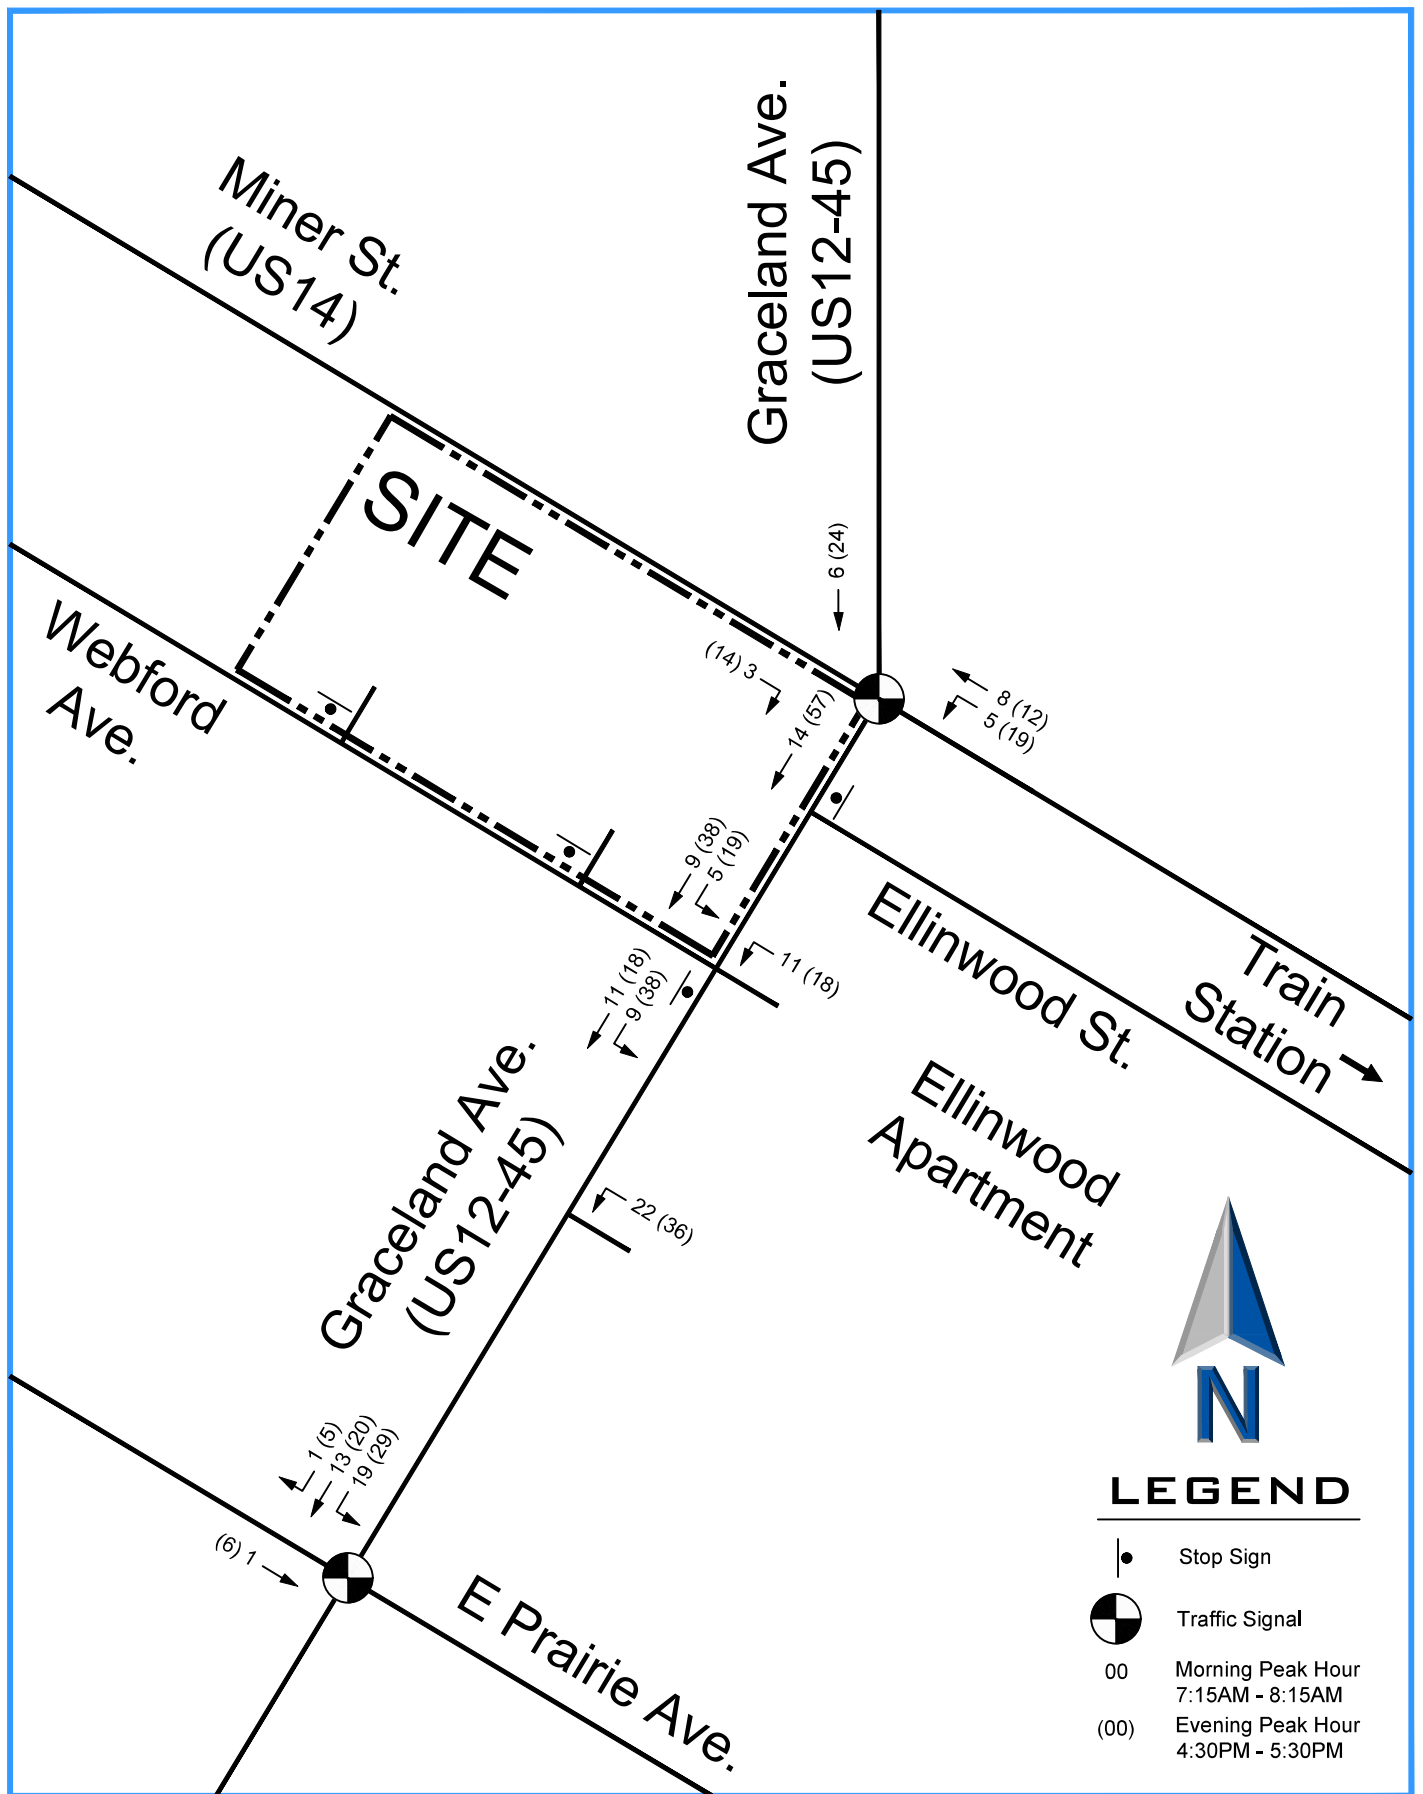 Graceland Ave.
(US12-45)
Miner St.
(US14)
SITE
6 (24)
(14) 3
14 (57)
8 (12)
5 (19)
Webford
Ave.
9 (38)
5 (19)
Ellinwood St.
Train
Station
11 (18)
11 (18)
9 (38)
Ellinwood
Apartment
Graceland Ave.
(US12-45)
22 (36)
1 (5)
13 (20)
19 (29)
(6) 1
E Prairie Ave.
N
LEGEND
Stop Sign
Traffic Signal
00 Morning Peak Hour
7:15AM - 8:15AM
(00) Evening Peak Hour
4:30PM - 5:30PM